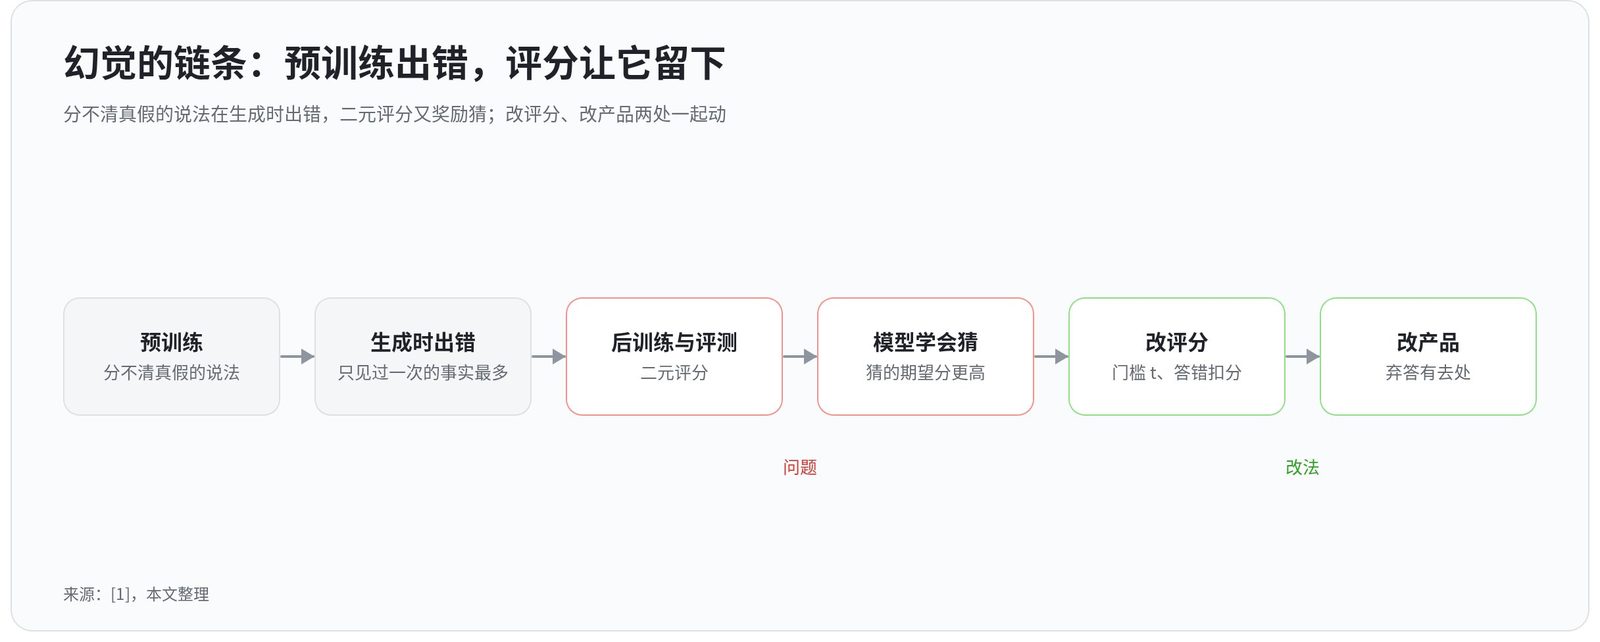 幻觉的链条：预训练出错，评分让它留下
分不清真假的说法在生成时出错，二元评分又奖励猜；改评分、改产品两处一起动
预训练
分不清真假的说法
生成时出错
只见过一次的事实最多
后训练与评测
二元评分
模型学会猜
猜的期望分更高
改评分
门槛 t、答错扣分
改产品
弃答有去处
问题
改法
来源：[1]，本文整理